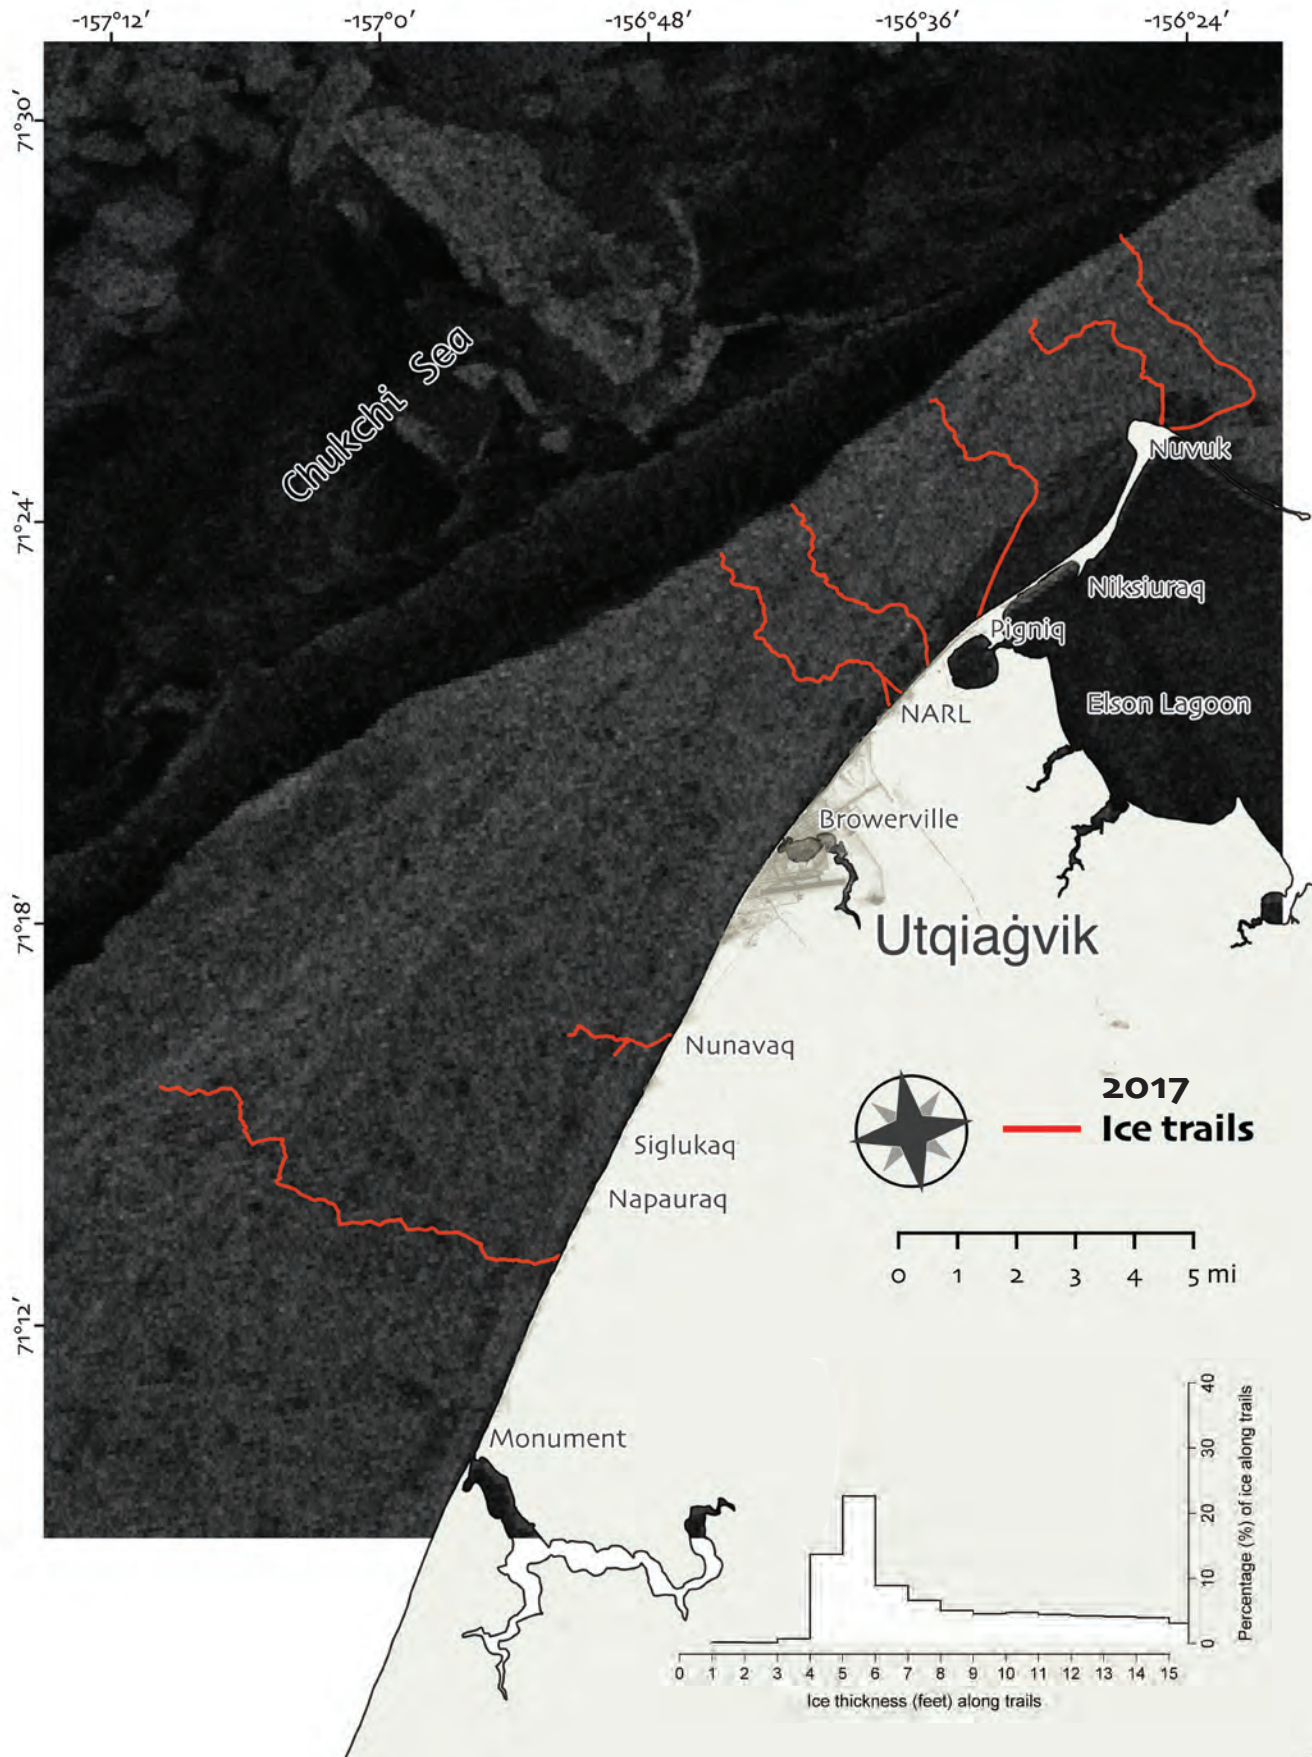 -157°12′ -157°0′ -156°48′ -156°36′ -156°24′
71°30′
71°24′
71°18′
71°12′
Chukchi Sea
Nuvuk
Niksiuraq
Pigniq
Elson Lagoon
NARL
Browerville
Utqiaġvik
Nunavaq
2017
Ice trails
Siglukaq
Napauraq
0 1 2 3 4 5 mi
Monument
40
30
20
10
0
Percentage (%) of ice along trails
0 1 2 3 4 5 6 7 8 9 10 11 12 13 14 15
Ice thickness (feet) along trails